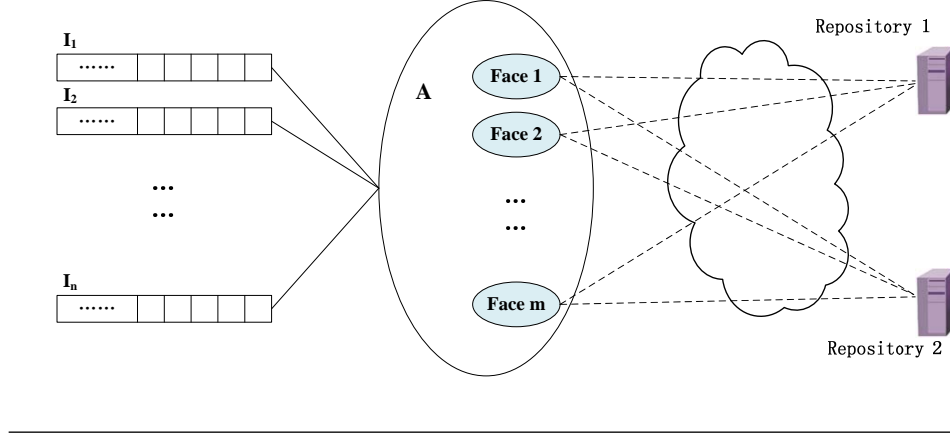 Repository 1
I1
......
I2
......
A
Face 1
Face 2
...
...
...
...
In
......
Face m
Repository 2